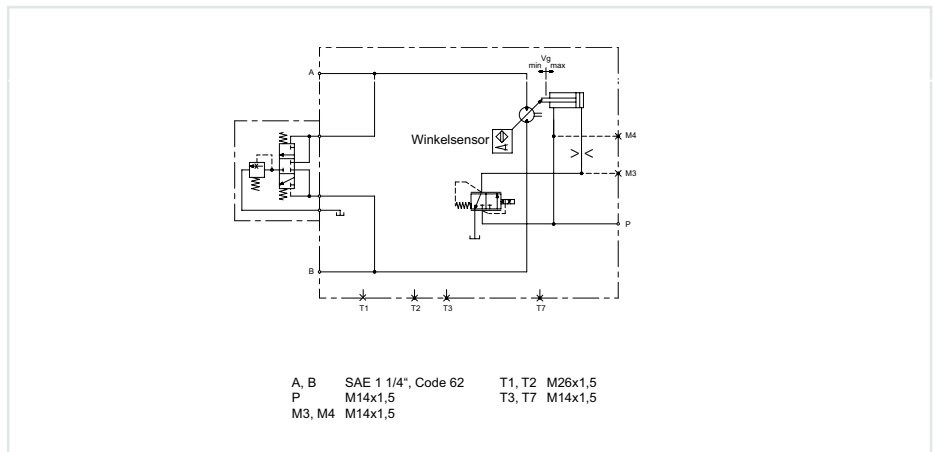 Vg
min max
A
Winkelsensor
M4
> <
M3
P
B
T1 T2 T3 T7
A, B SAE 1 1/4“, Code 62 T1, T2 M26x1,5
P M14x1,5 T3, T7 M14x1,5
M3, M4 M14x1,5